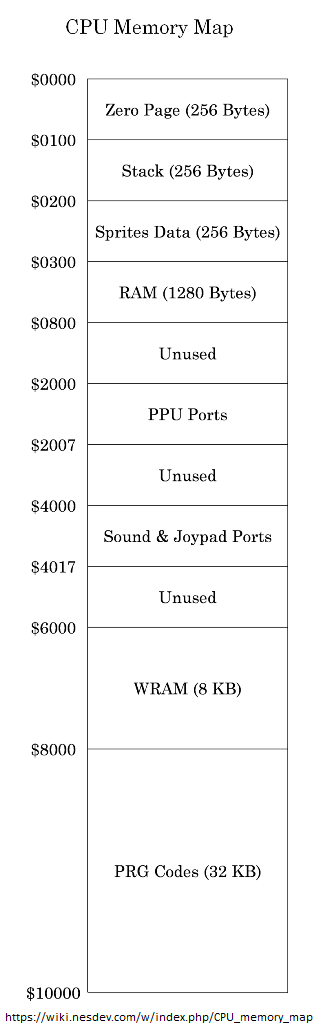 CPU Memory Map
$0000
Zero Page (256 Bytes)
$0100
Stack (256 Bytes)
$0200
Sprites Data (256 Bytes)
$0300
RAM (1280 Bytes)
$0800
Unused
$2000
PPU Ports
$2007
Unused
$4000
Sound & Joypad Ports
$4017
Unused
$6000
WRAM (8 KB)
$8000
PRG Codes (32 KB)
$10000
https://wiki.nesdev.com/w/index.php/CPU_memory_map